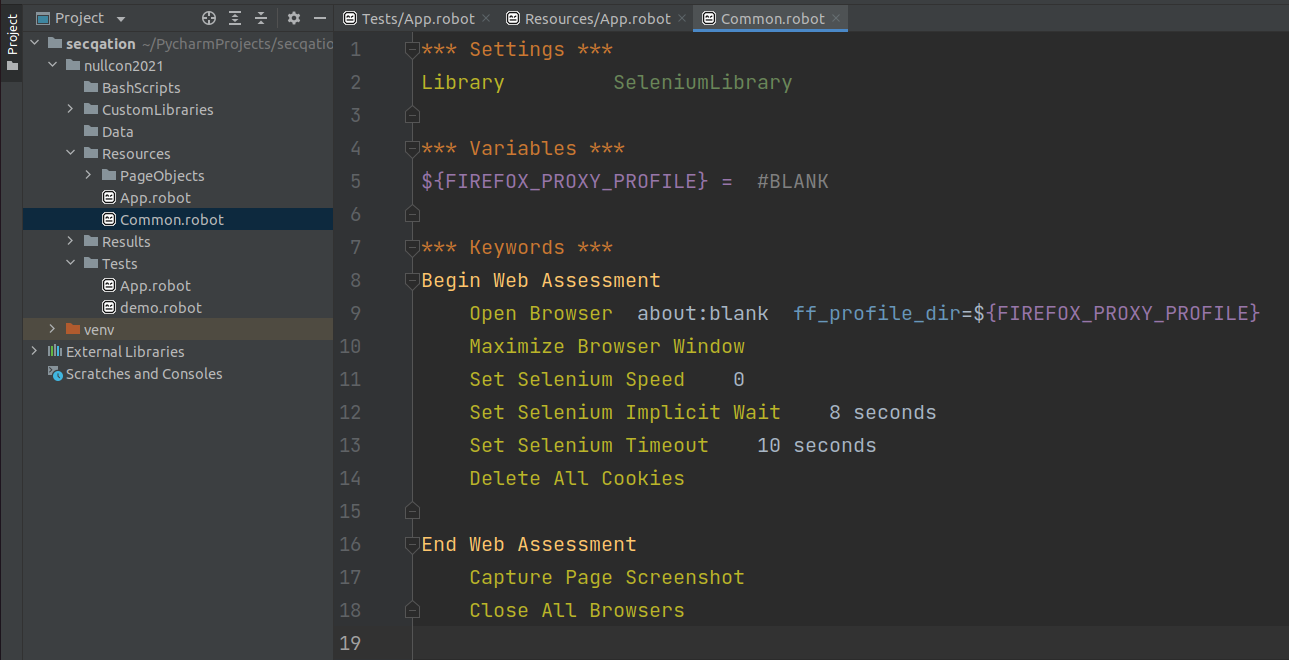 Project
Project
Tests/App.robot
Resources/App.robot
Common.robot
secqation ~/PycharmProjects/secqatio
nullcon2021
BashScripts
CustomLibraries
Data
Resources
PageObjects
App.robot
Common.robot
Results
Tests
App.robot
demo.robot
venv
External Libraries
Scratches and Consoles
1 *** Settings ***
2 Library         SeleniumLibrary
3
4 *** Variables ***
5 ${FIREFOX_PROXY_PROFILE} =  #BLANK
6
7 *** Keywords ***
8 Begin Web Assessment
9     Open Browser  about:blank  ff_profile_dir=${FIREFOX_PROXY_PROFILE}
10     Maximize Browser Window
11     Set Selenium Speed    0
12     Set Selenium Implicit Wait    8 seconds
13     Set Selenium Timeout    10 seconds
14     Delete All Cookies
15
16 End Web Assessment
17     Capture Page Screenshot
18     Close All Browsers
19